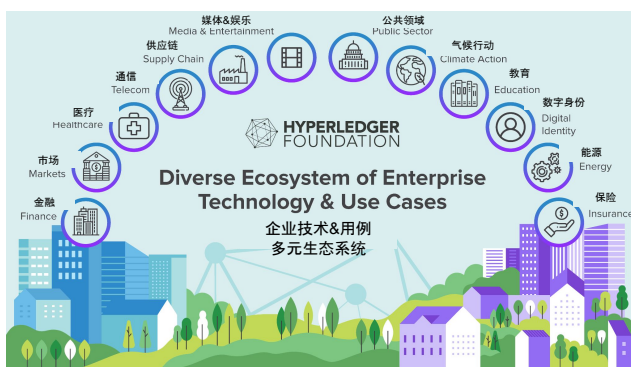 媒体&娱乐
Media & Entertainment
公共领域
Public Sector
供应链
Supply Chain
气候行动
Climate Action
通信
Telecom
教育
Education
医疗
Healthcare
数字身份
Digital
Identity
市场
Markets
能源
Energy
金融
Finance
保险
Insurance
HYPERLEDGER
FOUNDATION
Diverse Ecosystem of Enterprise
Technology & Use Cases
企业技术&用例
多元生态系统